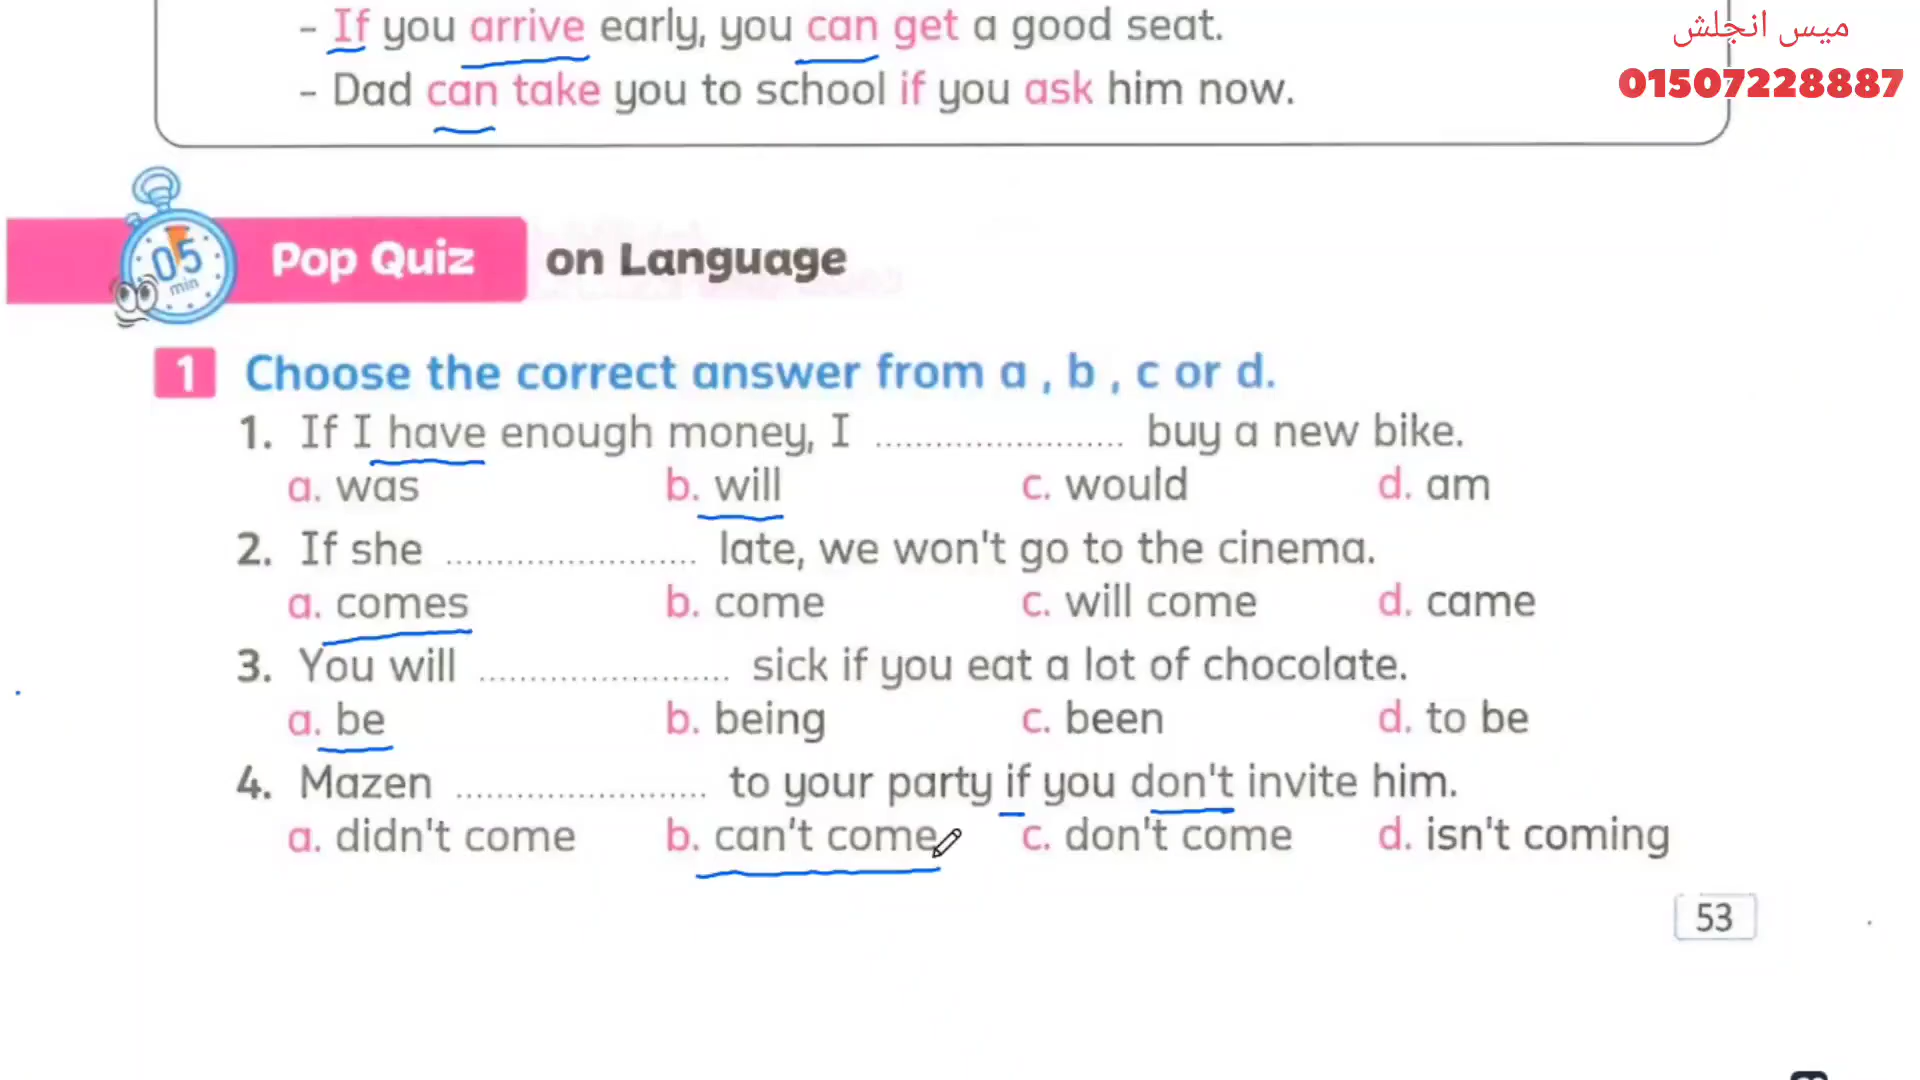 - If you arrive early, you can get a good seat.
ميس انجلش
01507228887
- Dad can take you to school if you ask him now.
05
min
Pop Quiz on Language
1 Choose the correct answer from a , b , c or d.
1. If I have enough money, I ........................ buy a new bike.
a. was b. will c. would d. am
2. If she ........................ late, we won't go to the cinema.
a. comes b. come c. will come d. came
3. You will ........................ sick if you eat a lot of chocolate.
a. be b. being c. been d. to be
4. Mazen ........................ to your party if you don't invite him.
a. didn't come b. can't come c. don't come d. isn't coming
53